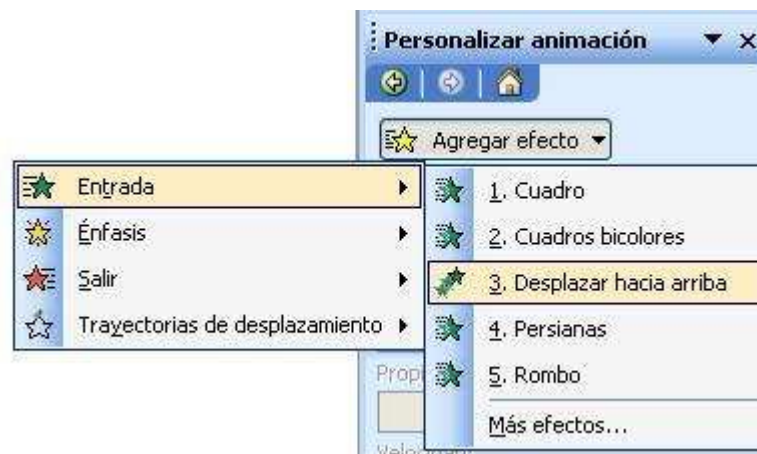 Personalizar animación
Agregar efecto
Entrada
Énfasis
Salir
Trayectorias de desplazamiento
1. Cuadro
2. Cuadros bicolores
3. Desplazar hacia arriba
4. Persianas
5. Rombo
Más efectos...